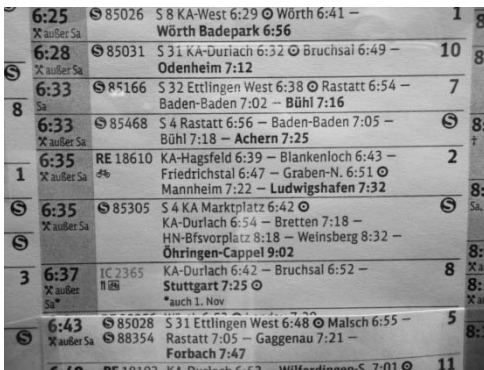 6:25 Ⓢ 85026 S 8 KA-West 6:29 ⊙ Wörth 6:41 – 1
⚒ außer Sa Wörth Badepark 6:56
6:28 Ⓢ 85031 S 31 KA-Durlach 6:32 ⊙ Bruchsal 6:49 – 10
⚒ außer Sa Odenheim 7:12
6:33 Ⓢ 85166 S 32 Ettlingen West 6:38 ⊙ Rastatt 6:54 – 7
Sa Baden-Baden 7:02 – Bühl 7:16
6:33 Ⓢ 85468 S 4 Rastatt 6:56 – Baden-Baden 7:05 – Ⓢ
⚒ außer Sa Bühl 7:18 – Achern 7:25
6:35 RE 18610 KA-Hagsfeld 6:39 – Blankenloch 6:43 – 2
⚒ außer Sa Friedrichstal 6:47 – Graben-N. 6:51 ⊙
Mannheim 7:22 – Ludwigshafen 7:32
6:35 Ⓢ 85305 S 4 KA Marktplatz 6:42 ⊙ Ⓢ
⚒ außer Sa KA-Durlach 6:54 – Bretten 7:18 –
HN-Bfsvorplatz 8:18 – Weinsberg 8:32 –
Öhringen-Cappel 9:02
6:37 IC 2365 KA-Durlach 6:42 – Bruchsal 6:52 – 8
⚒ außer Stuttgart 7:25 ⊙
Sa* *auch 1. Nov
6:43 Ⓢ 85028 S 31 Ettlingen West 6:48 ⊙ Malsch 6:55 – 5
⚒ außer Sa Ⓢ 88354 Rastatt 7:05 – Gaggenau 7:21 –
Forbach 7:47
11